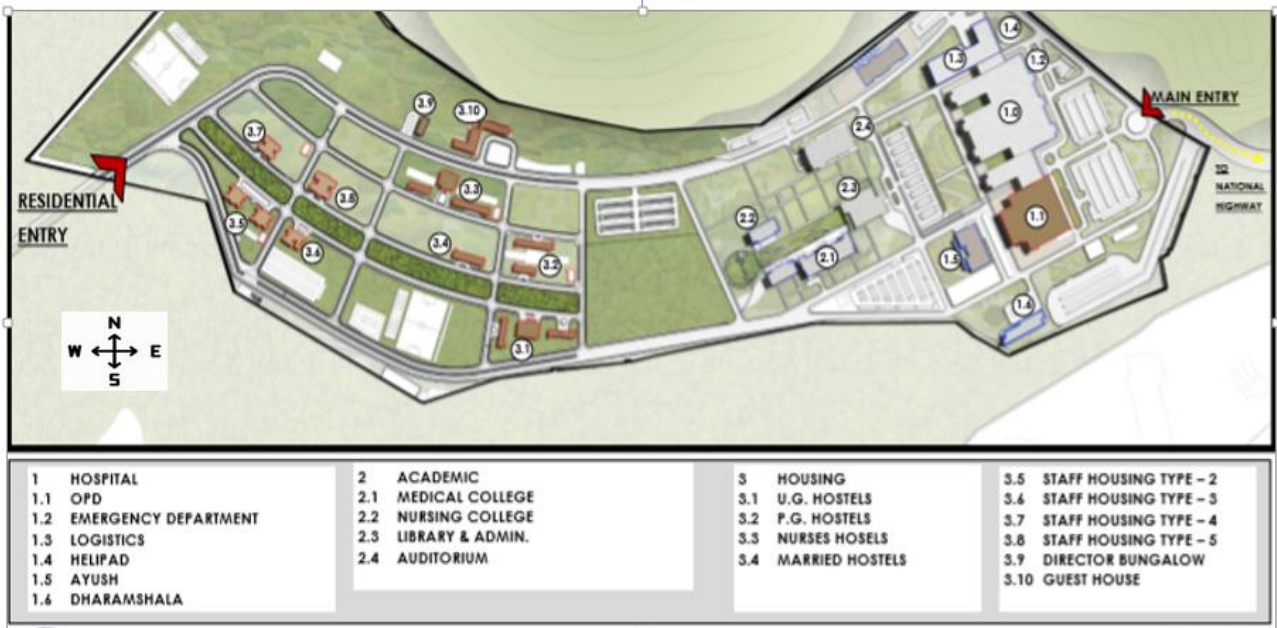 1.4
1.3
1.2
3.9
3.10
MAIN ENTRY
1.0
3.7
2.4
TO
NATIONAL
HIGHWAY
3.3
2.3
3.8
RESIDENTIAL
ENTRY
3.5
2.2
1.1
3.4
3.6
3.2
2.1
1.5
1.6
N
W E
S
3.1
1 HOSPITAL
1.1 OPD
1.2 EMERGENCY DEPARTMENT
1.3 LOGISTICS
1.4 HELIPAD
1.5 AYUSH
1.6 DHARAMSHALA
2 ACADEMIC
2.1 MEDICAL COLLEGE
2.2 NURSING COLLEGE
2.3 LIBRARY & ADMIN.
2.4 AUDITORIUM
3 HOUSING
3.1 U.G. HOSTELS
3.2 P.G. HOSTELS
3.3 NURSES HOSELS
3.4 MARRIED HOSTELS
3.5 STAFF HOUSING TYPE – 2
3.6 STAFF HOUSING TYPE – 3
3.7 STAFF HOUSING TYPE – 4
3.8 STAFF HOUSING TYPE – 5
3.9 DIRECTOR BUNGALOW
3.10 GUEST HOUSE